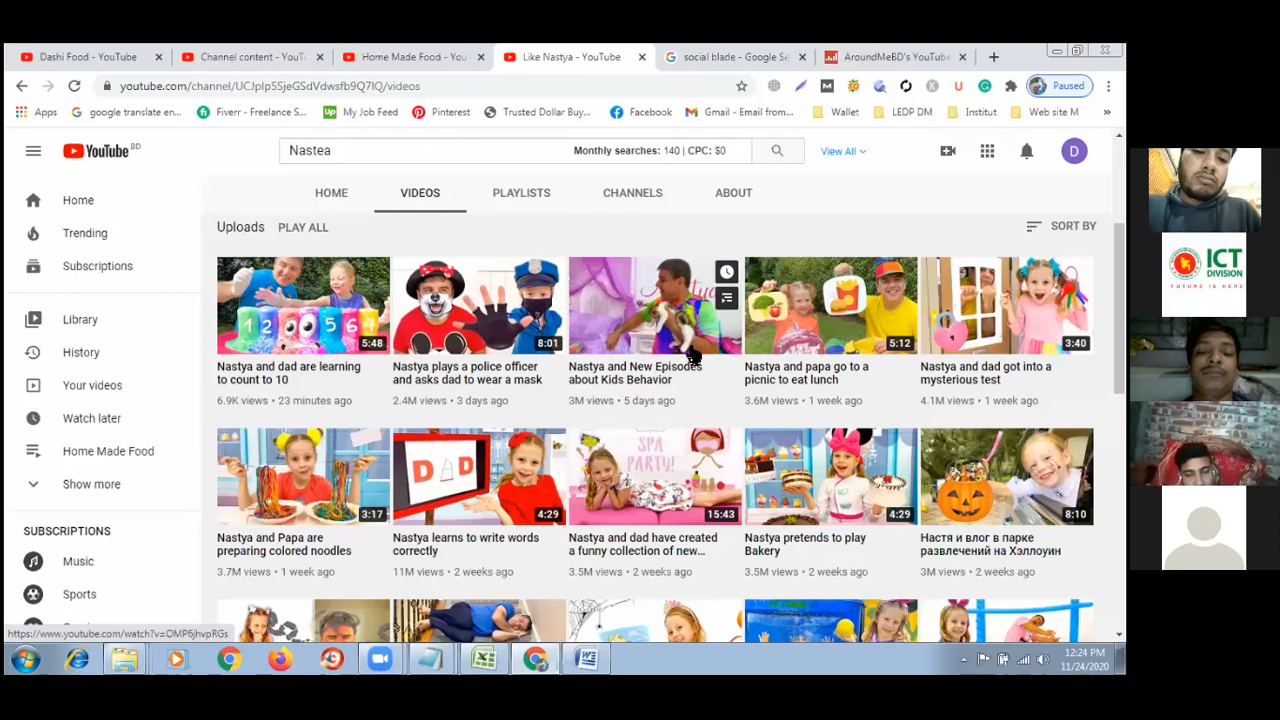 Dashi Food - YouTube
Channel content - YouT
Home Made Food - You
Like Nastya - YouTube
social blade - Google Se
AroundMeBD's YouTube
Apps
google translate en...
Fiverr - Freelance S...
My Job Feed
Pinterest
Trusted Dollar Buy...
Facebook
Gmail - Email from...
Wallet
LEDP DM
Institut
Web site M
Paused
YouTube BD
Nastea
Monthly searches: 140 | CPC: $0
View All
D
HOME
VIDEOS
PLAYLISTS
CHANNELS
ABOUT
Home
Trending
Subscriptions
Library
History
Your videos
Watch later
Home Made Food
Show more
SUBSCRIPTIONS
Music
Sports
https://www.youtube.com/watch?v=OMP6jhvpRGs
Uploads
PLAY ALL
SORT BY
5:48
8:01
5:12
3:40
Nastya and dad are learning
to count to 10
6.9K views • 23 minutes ago
Nastya plays a police officer
and asks dad to wear a mask
2.4M views • 3 days ago
Nastya and New Episodes
about Kids Behavior
3M views • 5 days ago
Nastya and papa go to a
picnic to eat lunch
3.6M views • 1 week ago
Nastya and dad got into a
mysterious test
4.1M views • 1 week ago
3:17
DAD
4:29
SPA
PARTY!
15:43
4:29
8:10
Nastya and Papa are
preparing colored noodles
3.7M views • 1 week ago
Nastya learns to write words
correctly
11M views • 2 weeks ago
Nastya and dad have created
a funny collection of new...
3.5M views • 2 weeks ago
Nastya pretends to play
Bakery
3.5M views • 2 weeks ago
Настя и влог в парке
развлечений на Хэллоуин
3M views • 2 weeks ago
12:24 PM
11/24/2020
ICT
DIVISION
FUTURE IS HERE